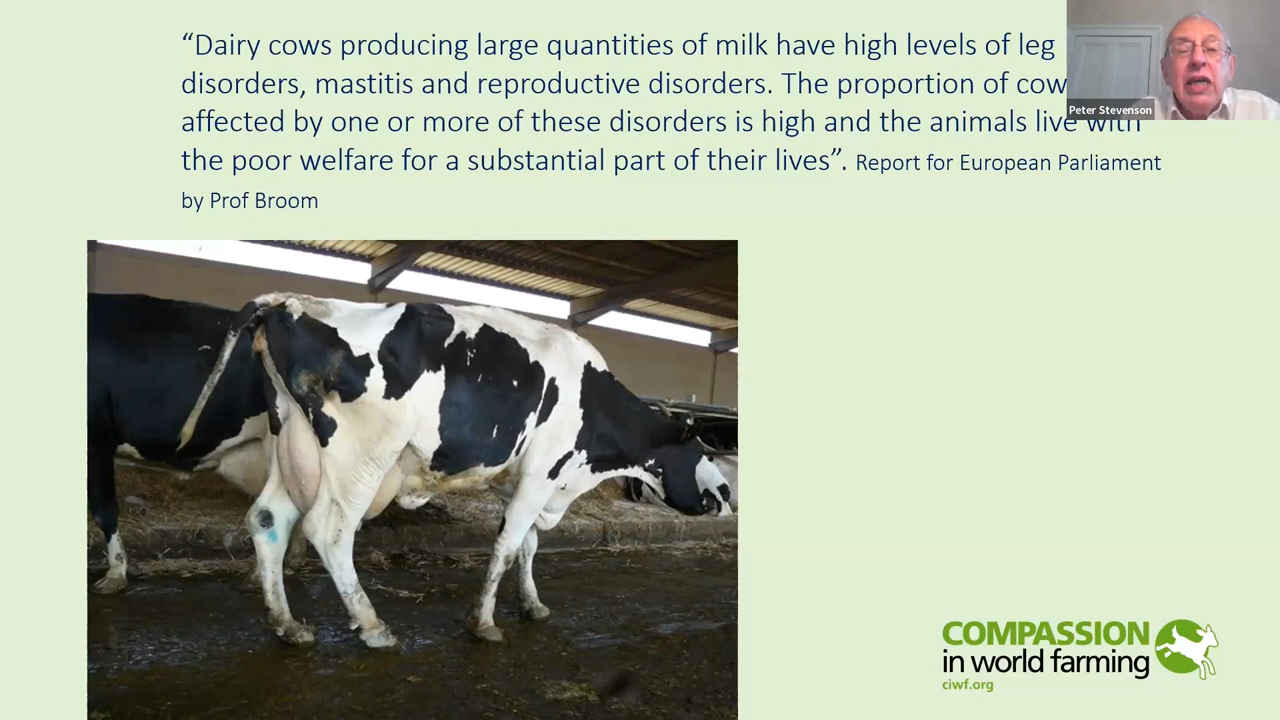 “Dairy cows producing large quantities of milk have high levels of leg
disorders, mastitis and reproductive disorders. The proportion of cow
affected by one or more of these disorders is high and the animals live with
the poor welfare for a substantial part of their lives”. Report for European Parliament
by Prof Broom
Peter Stevenson
COMPASSION
in world farming
ciwf.org